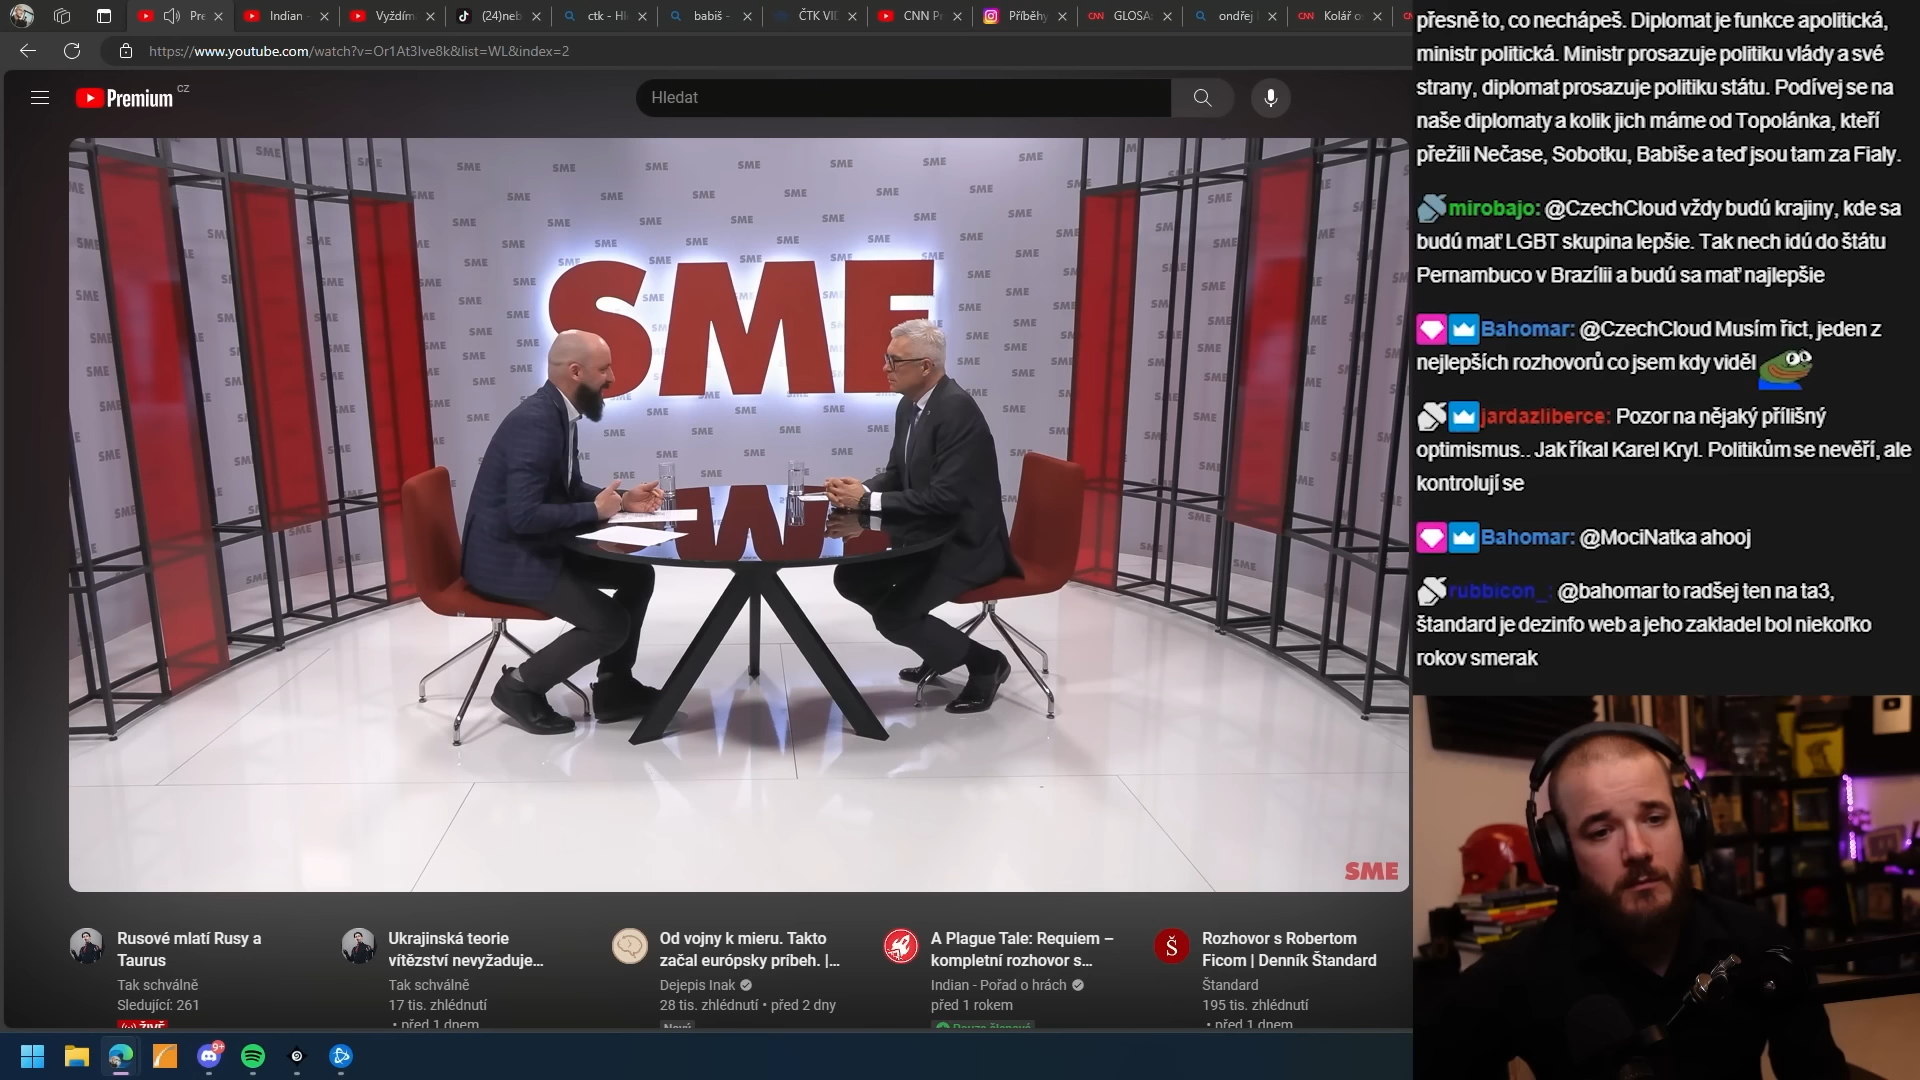 Pre
Indian -
Vyždím
(24)neb
ctk - Hl
babiš -
ČTK VI
CNN P
Příběhy
GLOSA:
ondřej
Kolář o
https://www.youtube.com/watch?v=Or1At3lve8k&list=WL&index=2
Premium CZ
Hledat
SME
SME
Rusové mlatí Rusy a
Taurus
Tak schválně
Sledující: 261
ŽIVĚ
Ukrajinská teorie
vítězství nevyžaduje...
Tak schválně
17 tis. zhlédnutí
• před 1 dnem
Od vojny k mieru. Takto
začal európsky príbeh. |...
Dejepis Inak
28 tis. zhlédnutí • před 2 dny
Nový
A Plague Tale: Requiem –
kompletní rozhovor s...
Indian - Pořad o hrách
před 1 rokem
Pouze členové
Š
Rozhovor s Robertom
Ficom | Denník Štandard
Štandard
195 tis. zhlédnutí
• před 1 dnem
9+
přesně to, co nechápeš. Diplomat je funkce apolitická,
ministr politická. Ministr prosazuje politiku vlády a své
strany, diplomat prosazuje politiku státu. Podívej se na
naše diplomaty a kolik jich máme od Topolánka, kteří
přežili Nečase, Sobotku, Babiše a teď jsou tam za Fialy.
mirobajo: @CzechCloud vždy budú krajiny, kde sa
budú mať LGBT skupina lepšie. Tak nech idú do štátu
Pernambuco v Brazílii a budú sa mať najlepšie
Bahomar: @CzechCloud Musím říct, jeden z
nejlepších rozhovorů co jsem kdy viděl
jardazliberce: Pozor na nějaký přílišný
optimismus.. Jak říkal Karel Kryl. Politikům se nevěří, ale
kontrolují se
Bahomar: @MociNatka ahooj
rubbicon_: @bahomar to radšej ten na ta3,
štandard je dezinfo web a jeho zakladel bol niekoľko
rokov smerak